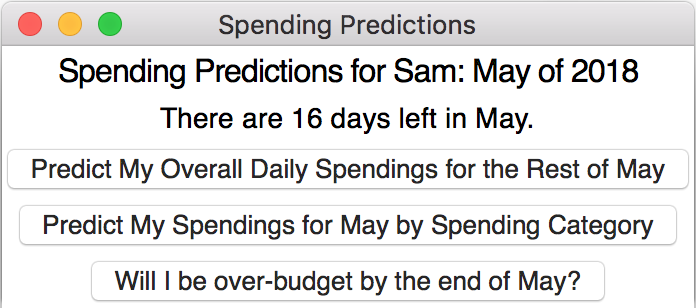 Spending Predictions
Spending Predictions for Sam: May of 2018
There are 16 days left in May.
Predict My Overall Daily Spendings for the Rest of May
Predict My Spendings for May by Spending Category
Will I be over-budget by the end of May?